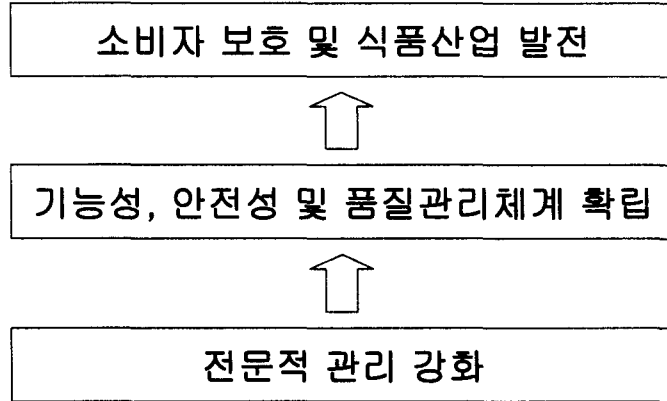 소비자 보호 및 식품산업 발전
기능성, 안전성 및 품질관리체계 확립
전문적 관리 강화